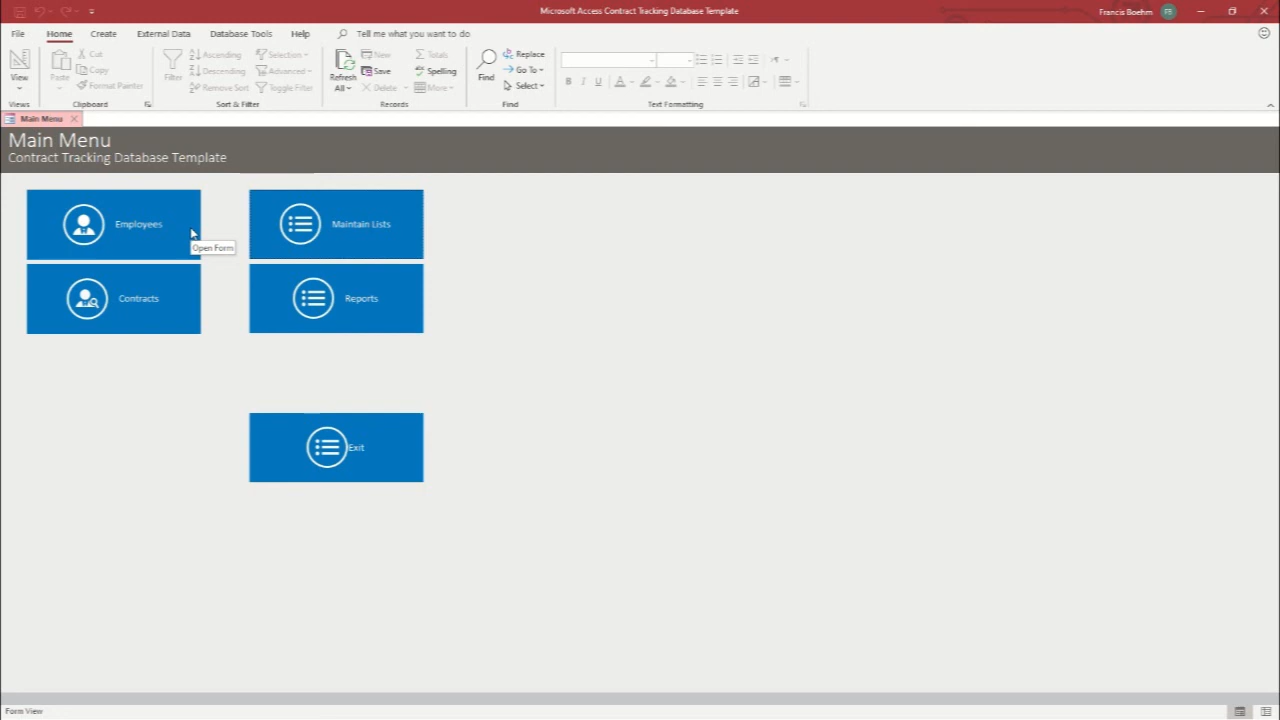 Microsoft Access Contract Tracking Database Template
Francis Boehm FB
File Home Create External Data Database Tools Help Tell me what you want to do
View
Views
Paste
Cut
Copy
Format Painter
Clipboard
Filter
Ascending
Descending
Remove Sort
Selection
Advanced
Toggle Filter
Sort & Filter
Refresh
All
New
Save
Delete
Totals
Spelling
More
Records
Find
Replace
Go To
Select
Find
B I U A
Text Formatting
Main Menu
Main Menu
Contract Tracking Database Template
Employees
Maintain Lists
Open Form
Contracts
Reports
Exit
Form View